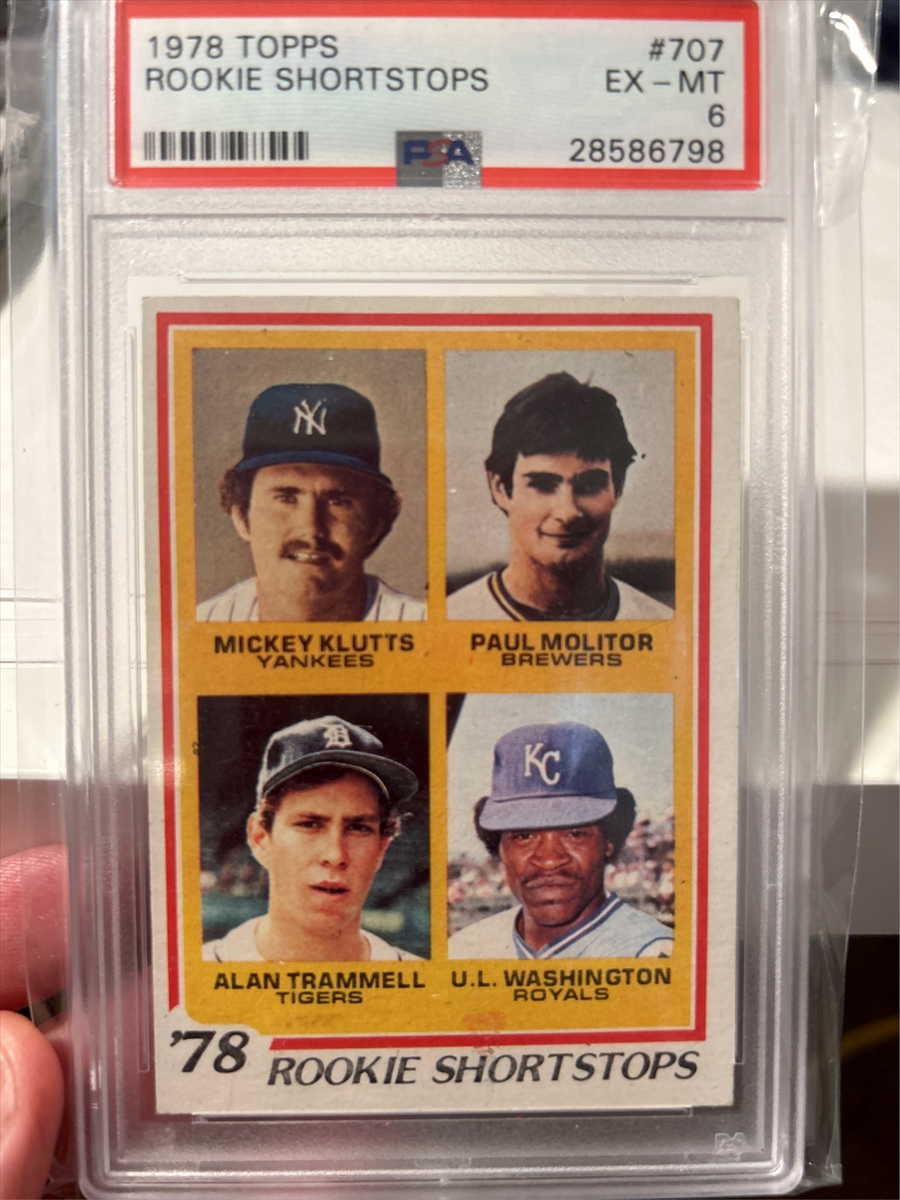 1978 TOPPS #707
ROOKIE SHORTSTOPS EX - MT
6
PSA 28586798
NY
MICKEY KLUTTS
YANKEES
PAUL MOLITOR
BREWERS
D
KC
ALAN TRAMMELL
TIGERS
U.L. WASHINGTON
ROYALS
'78 ROOKIE SHORTSTOPS